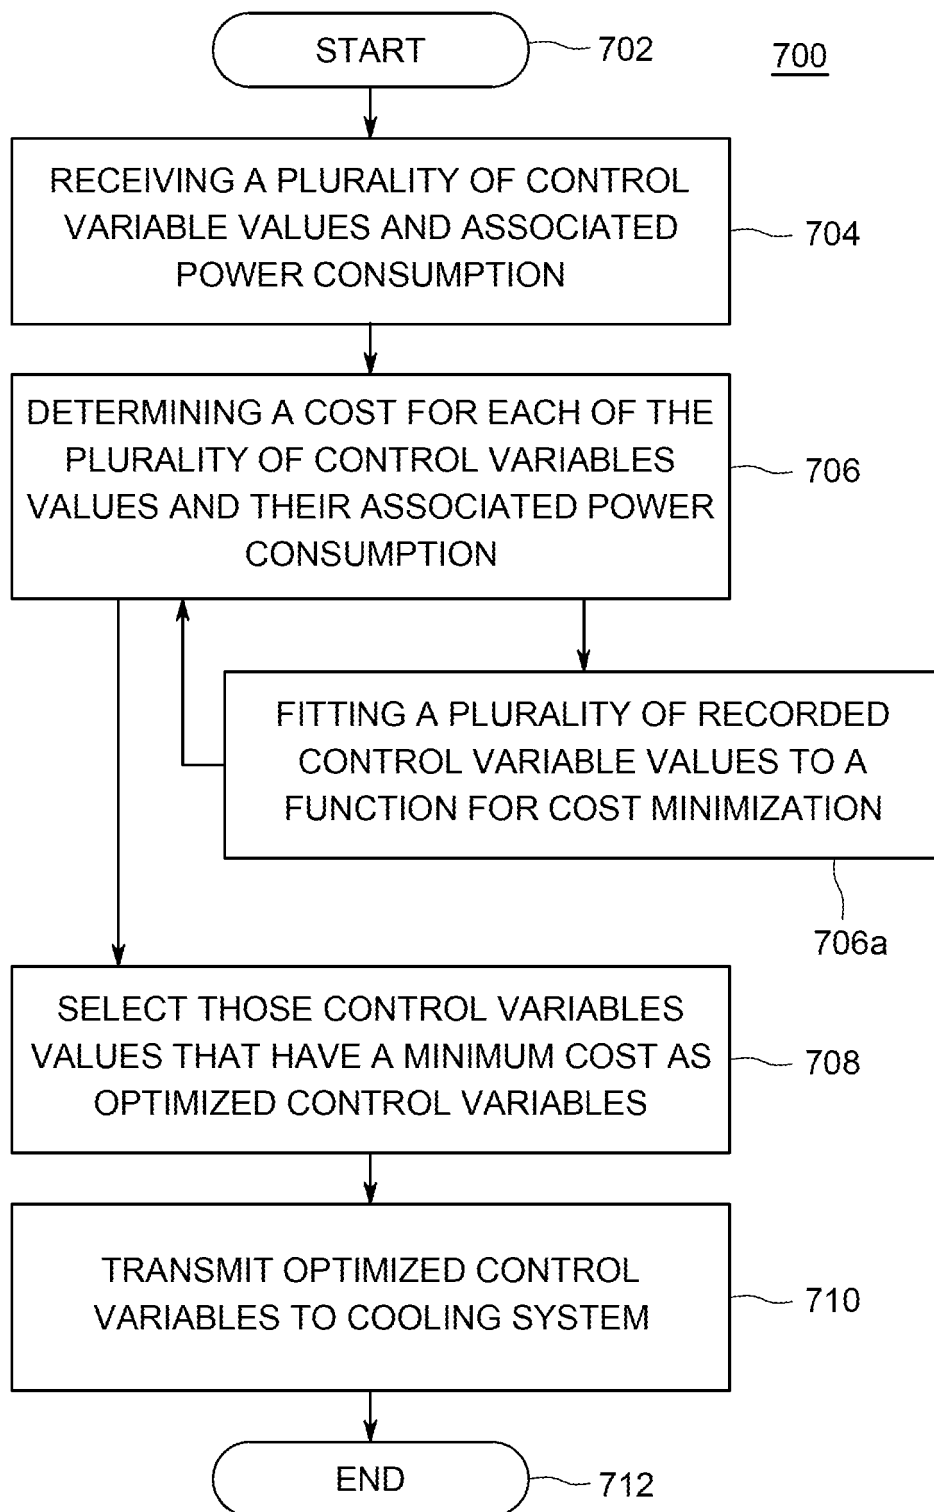 START
702
700
RECEIVING A PLURALITY OF CONTROL
VARIABLE VALUES AND ASSOCIATED
POWER CONSUMPTION
704
DETERMINING A COST FOR EACH OF THE
PLURALITY OF CONTROL VARIABLES
VALUES AND THEIR ASSOCIATED POWER
CONSUMPTION
706
FITTING A PLURALITY OF RECORDED
CONTROL VARIABLE VALUES TO A
FUNCTION FOR COST MINIMIZATION
706a
SELECT THOSE CONTROL VARIABLES
VALUES THAT HAVE A MINIMUM COST AS
OPTIMIZED CONTROL VARIABLES
708
TRANSMIT OPTIMIZED CONTROL
VARIABLES TO COOLING SYSTEM
710
END
712